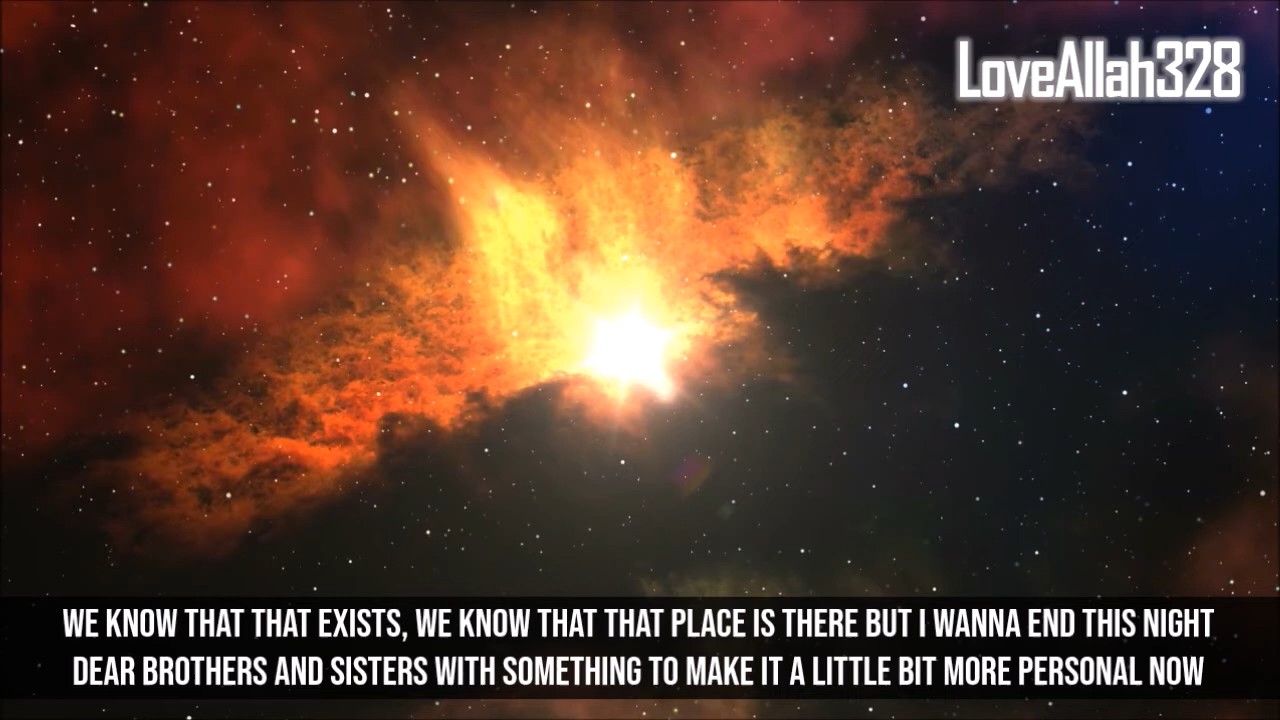 LoveAllah328
WE KNOW THAT THAT EXISTS, WE KNOW THAT THAT PLACE IS THERE BUT I WANNA END THIS NIGHT
DEAR BROTHERS AND SISTERS WITH SOMETHING TO MAKE IT A LITTLE BIT MORE PERSONAL NOW